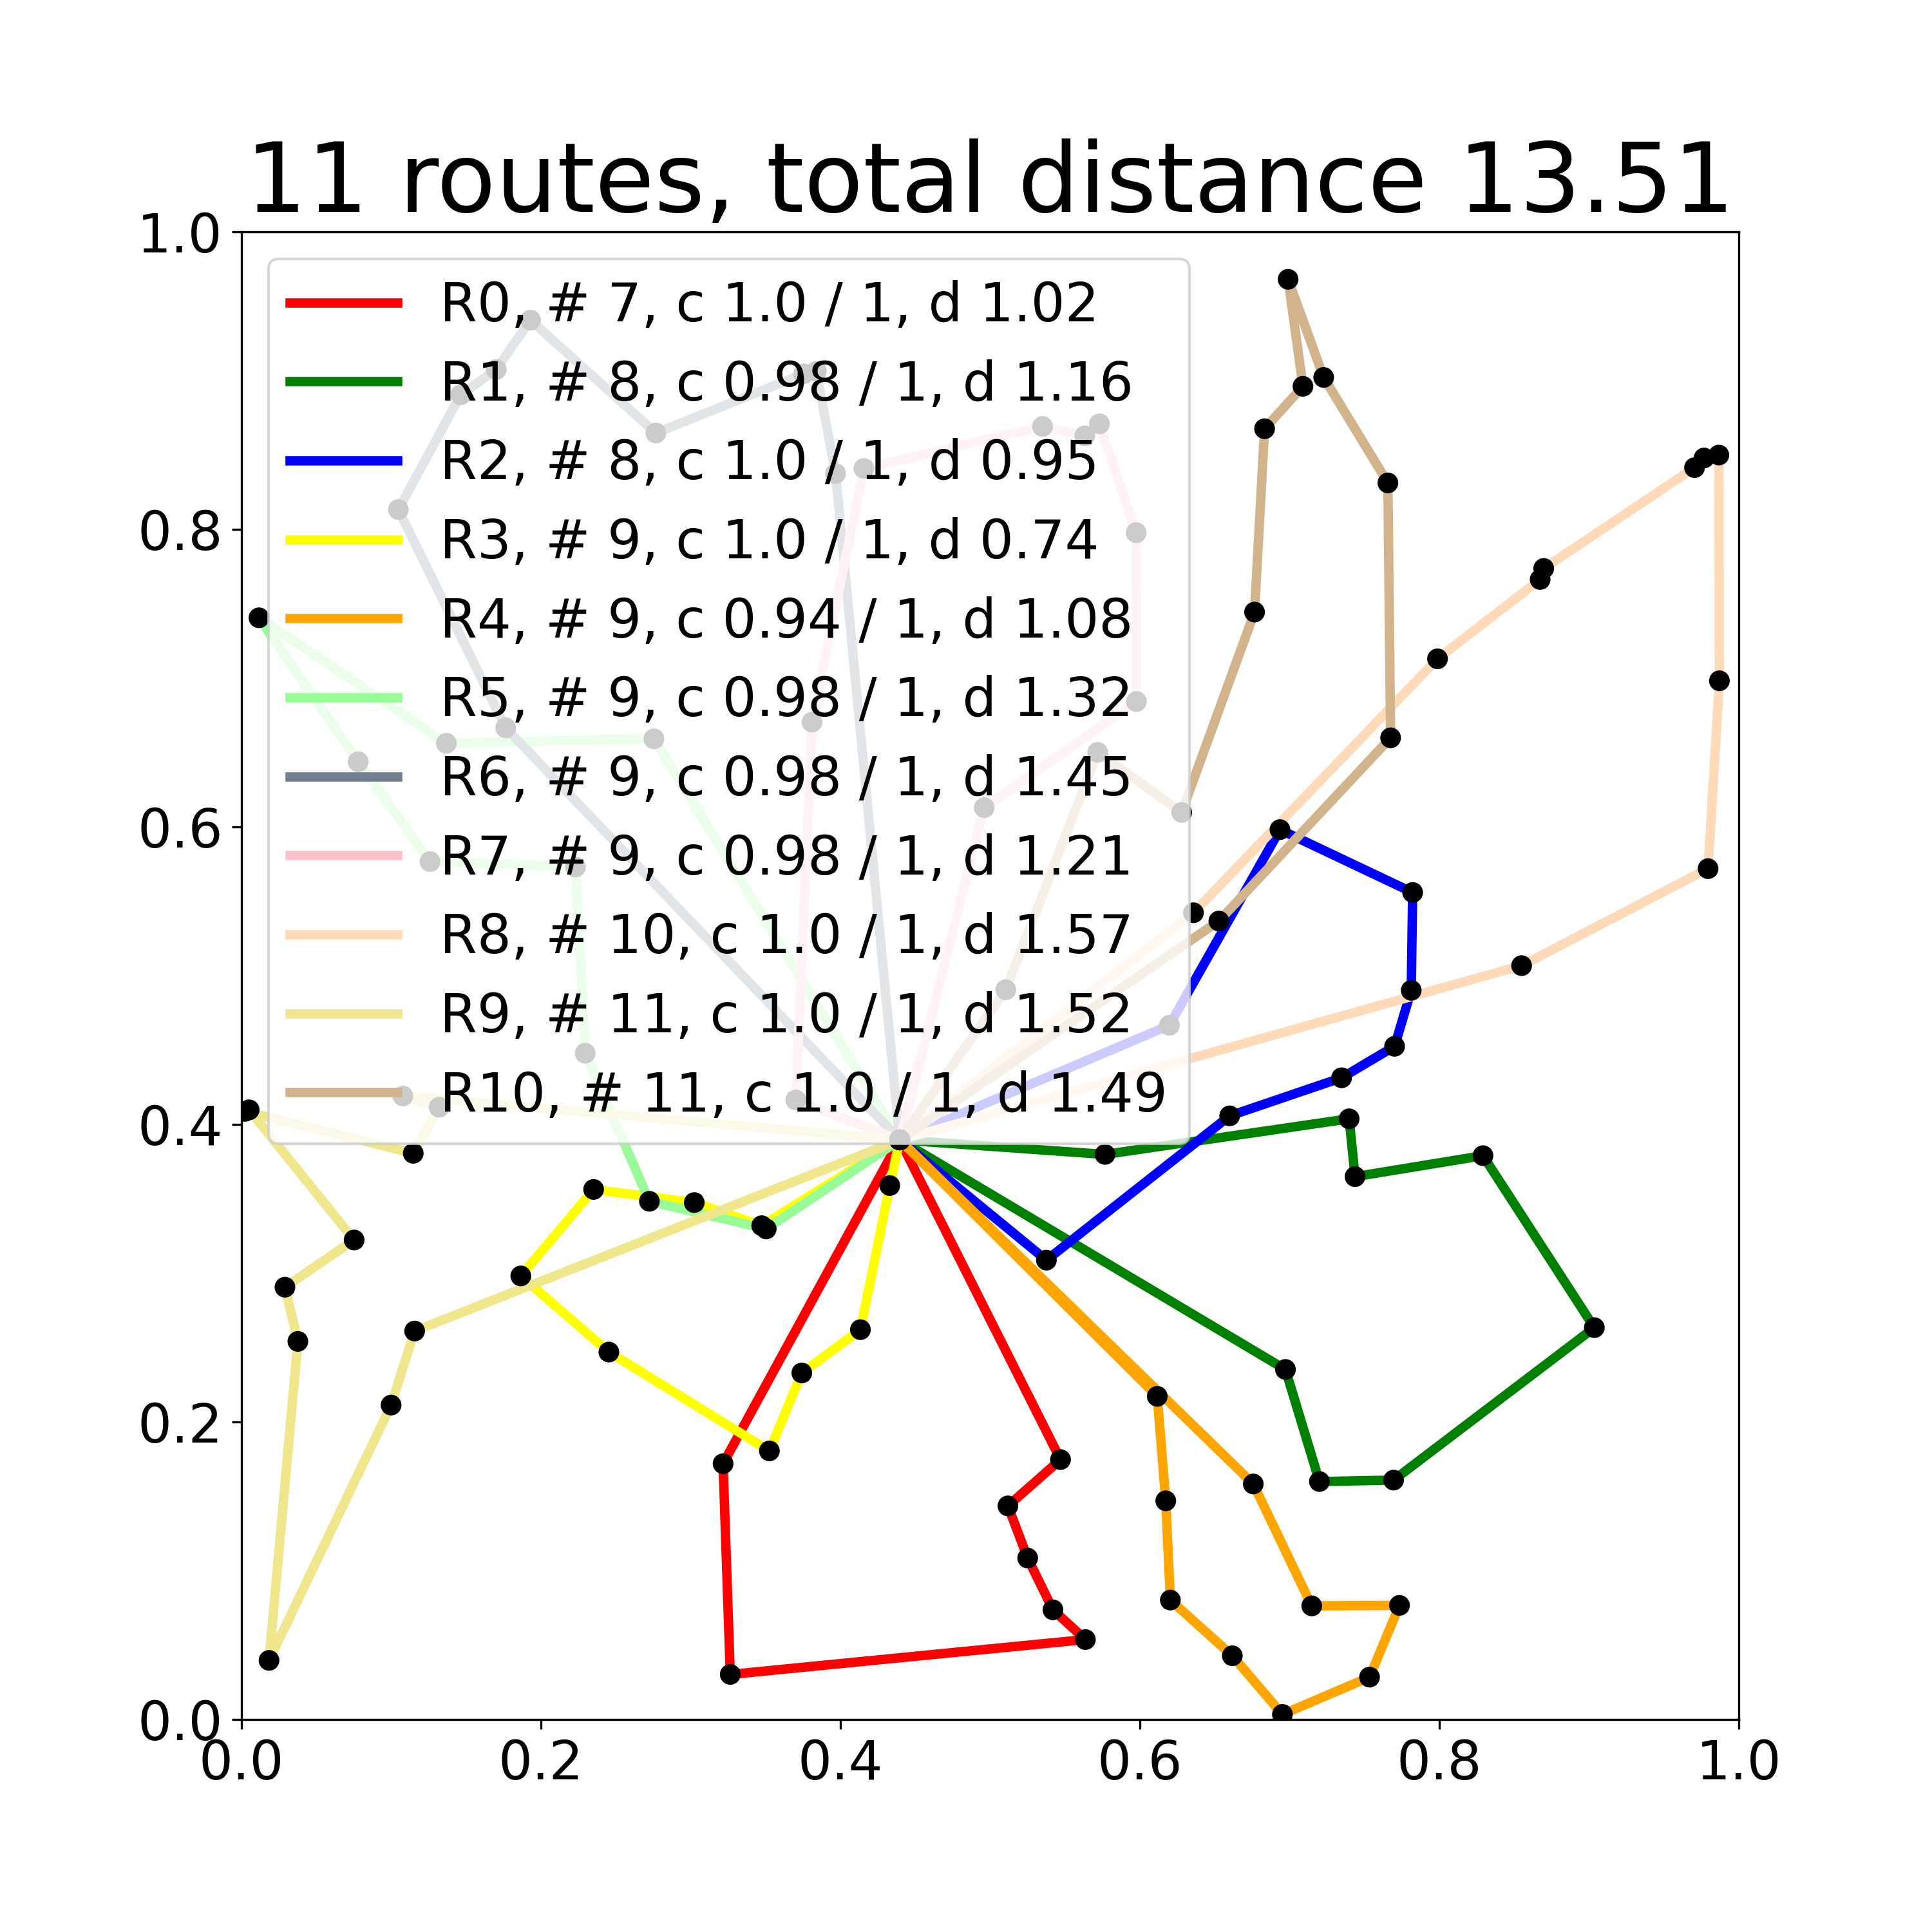 11 routes, total distance 13.51
1.0
0.8
0.6
0.4
0.2
0.0
R0, # 7, c 1.0 / 1, d 1.02
R1, # 8, c 0.98 / 1, d 1.16
R2, # 8, c 1.0 / 1, d 0.95
R3, # 9, c 1.0 / 1, d 0.74
R4, # 9, c 0.94 / 1, d 1.08
R5, # 9, c 0.98 / 1, d 1.32
R6, # 9, c 0.98 / 1, d 1.45
R7, # 9, c 0.98 / 1, d 1.21
R8, # 10, c 1.0 / 1, d 1.57
R9, # 11, c 1.0 / 1, d 1.52
R10, # 11, c 1.0 / 1, d 1.49
0.0 0.2 0.4 0.6 0.8 1.0